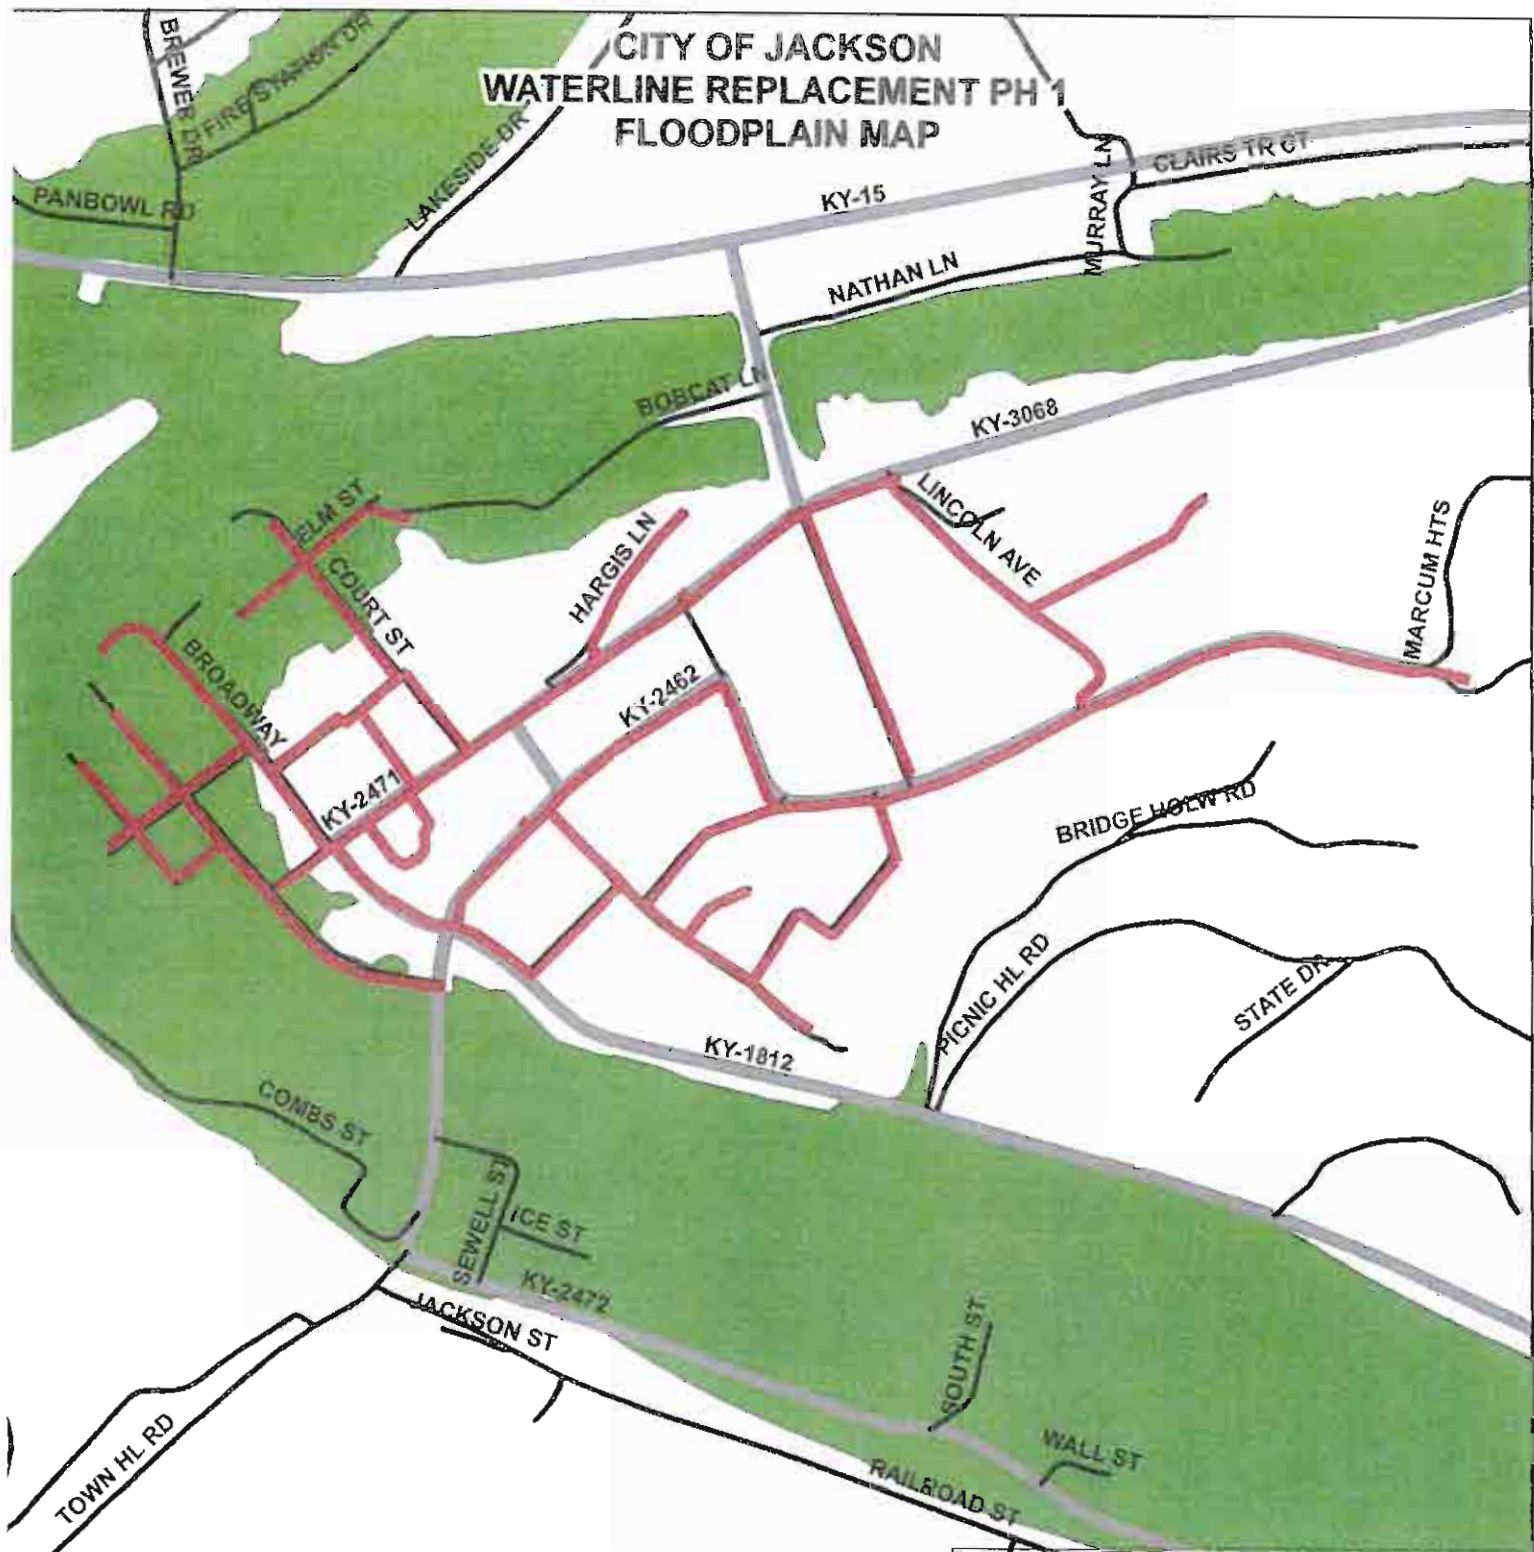 CITY OF JACKSON
WATERLINE REPLACEMENT PH 1
FLOODPLAIN MAP
BREWER DR
FIRE STATION DR
LAKESIDE DR
PANBOWL RD
KY-15
MURRAY LN
CLAIRS TR CT
NATHAN LN
BOBCAT LN
KY-3068
ELM ST
COURT ST
HARGIS LN
LINCOLN AVE
MARCUM HTS
BROADWAY
KY-2462
KY-2471
BRIDGE HOLW RD
PICNIC HL RD
STATE DR
KY-1812
COMBS ST
SEWELL ST
ICE ST
KY-2472
JACKSON ST
SOUTH ST
WALL ST
TOWN HL RD
RAILROAD ST